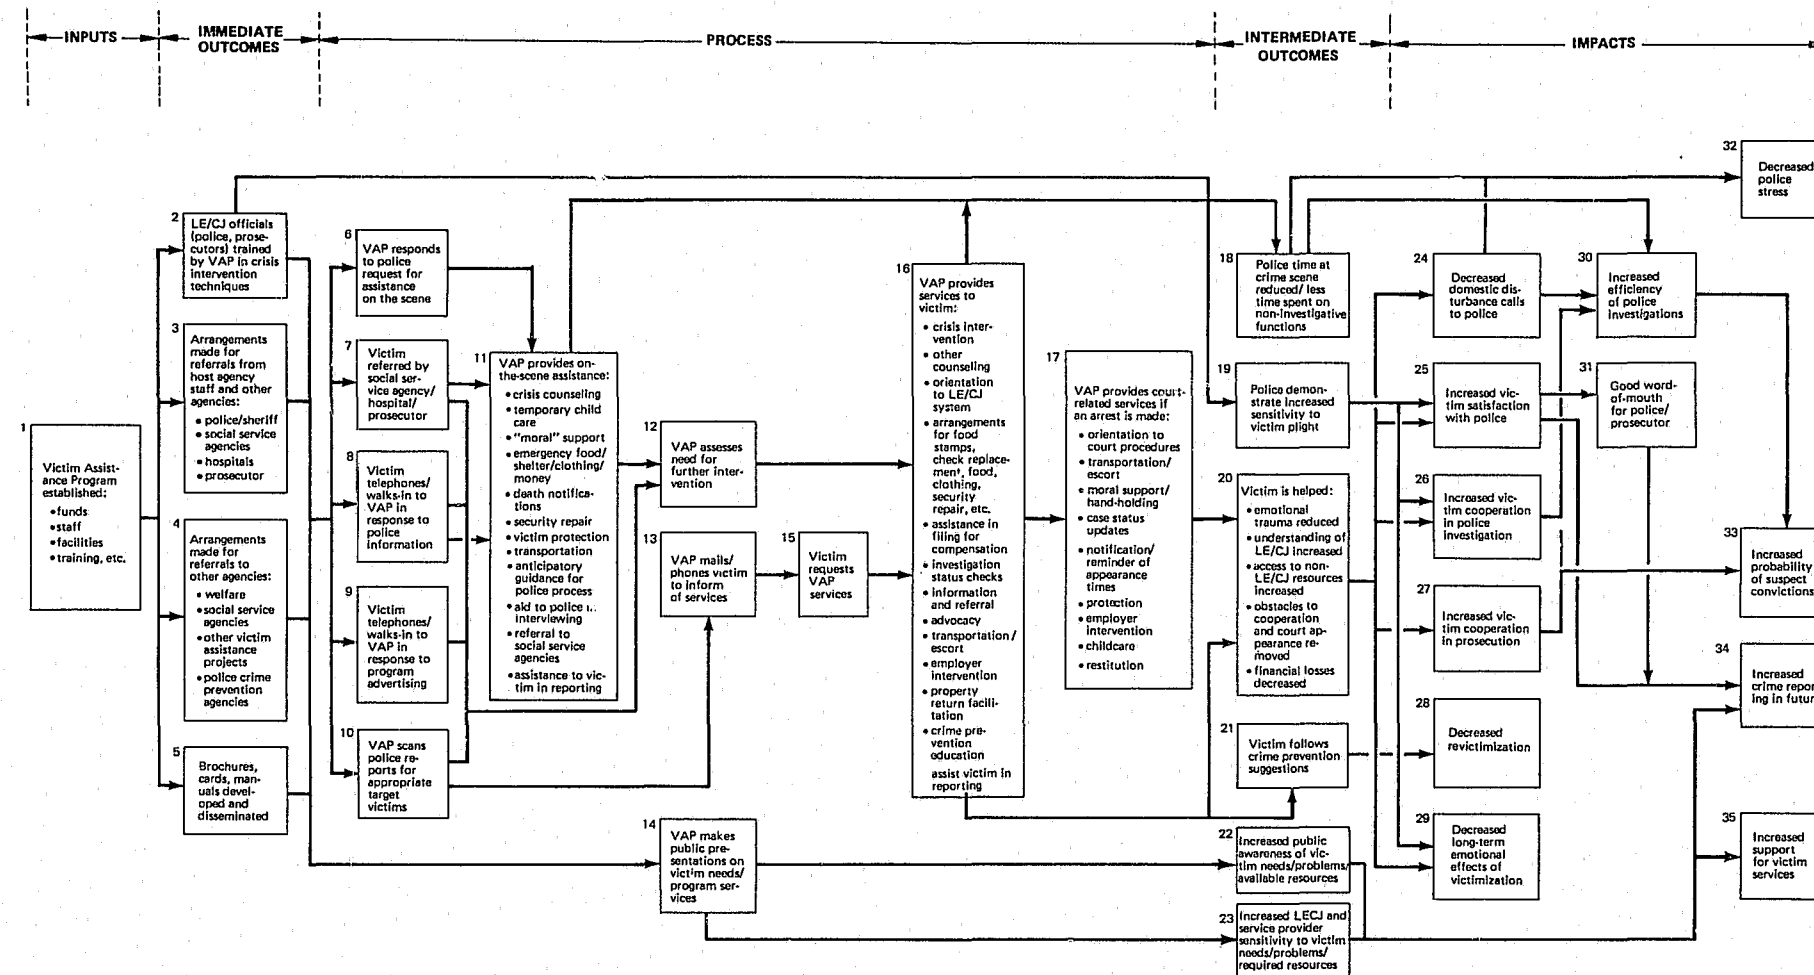 INPUTS
IMMEDIATE
OUTCOMES
PROCESS
INTERMEDIATE
OUTCOMES
IMPACTS
1
Victim Assist-
ance Program
established:
• funds
• staff
• facilities
• training, etc.
2
LE/CJ officials
(police, prose-
cutors) trained
by VAP in crisis
intervention
techniques
3
Arrangements
made for
referrals from
host agency
staff and other
agencies:
• police/sheriff
• social service
agencies
• hospitals
• prosecutor
4
Arrangements
made for
referrals to
other agencies:
• welfare
• social service
agencies
• other victim
assistance
projects
• police crime
prevention
agencies
5
Brochures,
cards, man-
uals devel-
oped and
disseminated
6
VAP responds
to police
request for
assistance
on the scene
7
Victim
referred by
social ser-
vice agency/
hospital/
prosecutor
8
Victim
telephones/
walks-in to
VAP in
response to
police
information
9
Victim
telephones/
walks-in to
VAP in
response to
program
advertising
10
VAP scans
police re-
ports for
appropriate
target
victims
11
VAP provides on-
the-scene assistance:
• crisis counseling
• temporary child
care
• "moral" support
• emergency food/
shelter/clothing/
money
• death notifica-
tions
• security repair
• victim protection
• transportation
• anticipatory
guidance for
police process
• aid to police
interviewing
• referral to
social service
agencies
• assistance to vic-
tim in reporting
12
VAP assesses
need for
further inter-
vention
13
VAP mails/
phones victim
to inform
of services
14
VAP makes
public pre-
sentations on
victim needs/
program ser-
vices
15
Victim
requests
VAP
services
16
VAP provides
services to
victim:
• crisis inter-
vention
• other
counseling
• orientation
to LE/CJ
system
• arrangements
for food
stamps,
check replace-
ment, food,
clothing,
security
repair, etc.
• assistance in
filing for
compensation
• investigation
status checks
• information
and referral
• advocacy
• transportation/
escort
• employer
intervention
• property
return facili-
tation
• crime pre-
vention
education
assist victim in
reporting
17
VAP provides court-
related services if
an arrest is made:
• orientation to
court procedures
• transportation/
escort
• moral support/
hand-holding
• case status
updates
• notification/
reminder of
appearance
times
• protection
• employer
intervention
• childcare
• restitution
18
Police time at
crime scene
reduced/ less
time spent on
non-investigative
functions
19
Police demon-
strate increased
sensitivity to
victim plight
20
Victim is helped:
• emotional
trauma reduced
• understanding of
LE/CJ increased
• access to non-
LE/CJ resources
increased
• obstacles to
cooperation
and court ap-
pearance re-
moved
• financial losses
decreased
21
Victim follows
crime prevention
suggestions
22
Increased public
awareness of vic-
tim needs/problems/
available resources
23
Increased LECJ and
service provider
sensitivity to victim
needs/problems/
required resources
24
Decreased
domestic dis-
turbance calls
to police
25
Increased vic-
tim satisfaction
with police
26
Increased vic-
tim cooperation
in police
investigation
27
Increased vic-
tim cooperation
in prosecution
28
Decreased
revictimization
29
Decreased
long-term
emotional
effects of
victimization
30
Increased
efficiency
of police
investigations
31
Good word-
of-mouth
for police/
prosecutor
32
Decreased
police
stress
33
Increased
probability
of suspect
convictions
34
Increased
crime repor
ing in futur
35
Increased
support
for victim
services